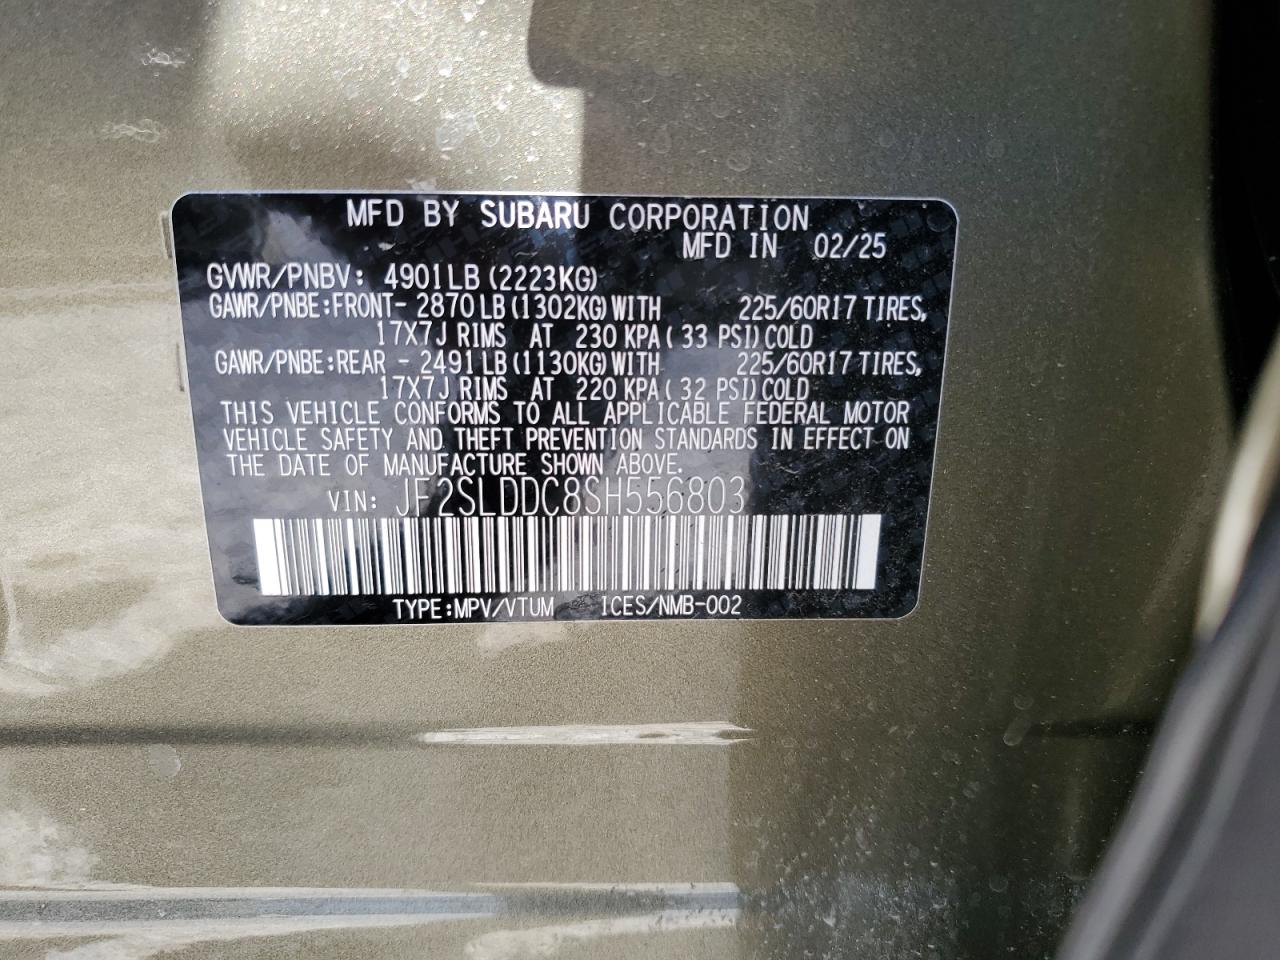 MFD BY SUBARU CORPORATION
MFD IN 02/25
GVWR/PNBV: 4901LB (2223KG)
GAWR/PNBE:FRONT- 2870 LB (1302KG) WITH 225/60R17 TIRES,
17X7J RIMS AT 230 KPA ( 33 PSI) COLD
GAWR/PNBE:REAR - 2491 LB (1130KG) WITH 225/60R17 TIRES,
17X7J RIMS AT 220 KPA ( 32 PSI) COLD
THIS VEHICLE CONFORMS TO ALL APPLICABLE FEDERAL MOTOR
VEHICLE SAFETY AND THEFT PREVENTION STANDARDS IN EFFECT ON
THE DATE OF MANUFACTURE SHOWN ABOVE.
VIN: JF2SLDDC8SH556803
TYPE:MPV/VTUM ICES/NMB-002